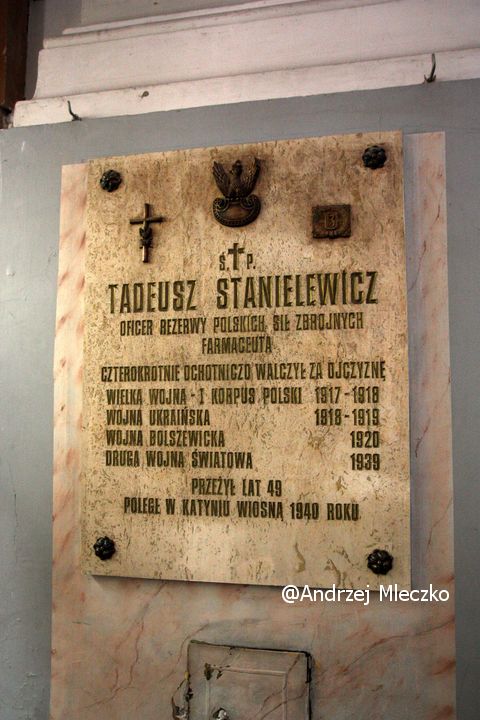 B
Ś. P.
TADEUSZ STANIELEWICZ
OFICER REZERWY POLSKICH SIŁ ZBROJNYCH
FARMACEUTA
CZTEROKROTNIE OCHOTNICZO WALCZYŁ ZA OJCZYZNĘ
WIELKA WOJNA - I KORPUS POLSKI 1917-1918
WOJNA UKRAIŃSKA 1918-1919
WOJNA BOLSZEWICKA 1920
DRUGA WOJNA ŚWIATOWA 1939
PRZEŻYŁ LAT 49
POLEGŁ W KATYNIU WIOSNĄ 1940 ROKU
@Andrzej Mleczko